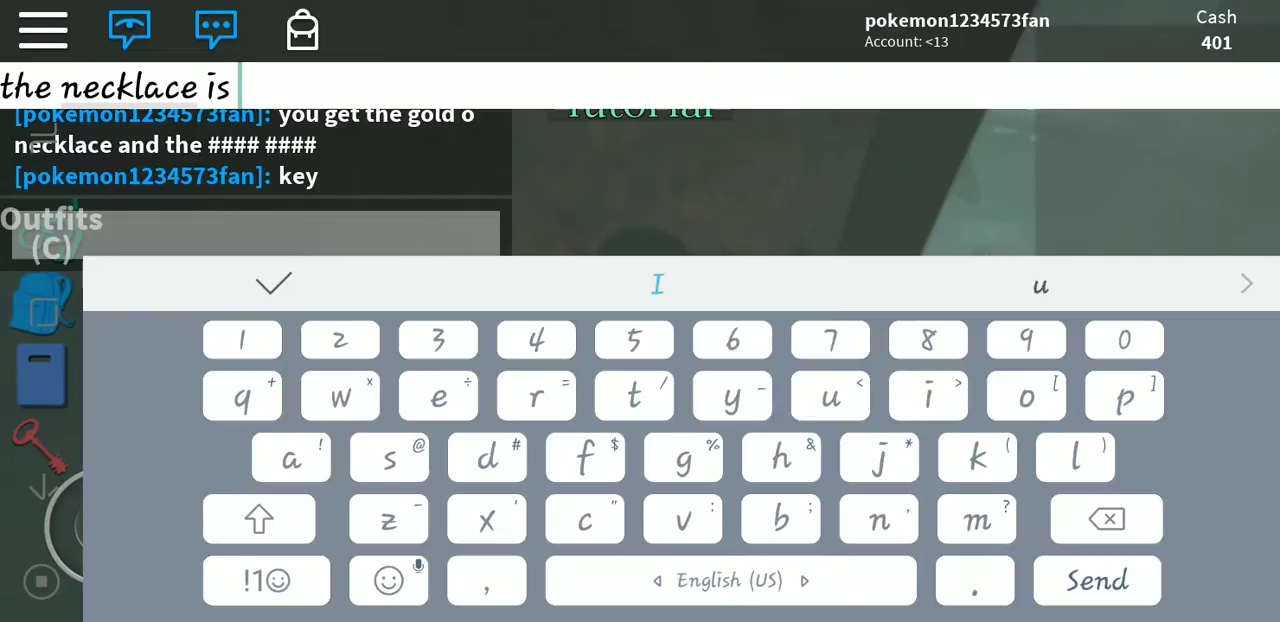 pokemon1234573fan
Account: <13
Cash
401
the necklace is
Tutorial
[pokemon1234573fan]: you get the gold o
necklace and the #### ####
[pokemon1234573fan]: key
Outfits
(C)
I u
1 2 3 4 5 6 7 8 9 0
q + w x e ÷ r = t / y _ u < i > o [ p ]
a ! s @ d # f $ g % h & j * k ( l )
z - x ' c " v : b ; n , m ?
!1☺ , English (US) . Send